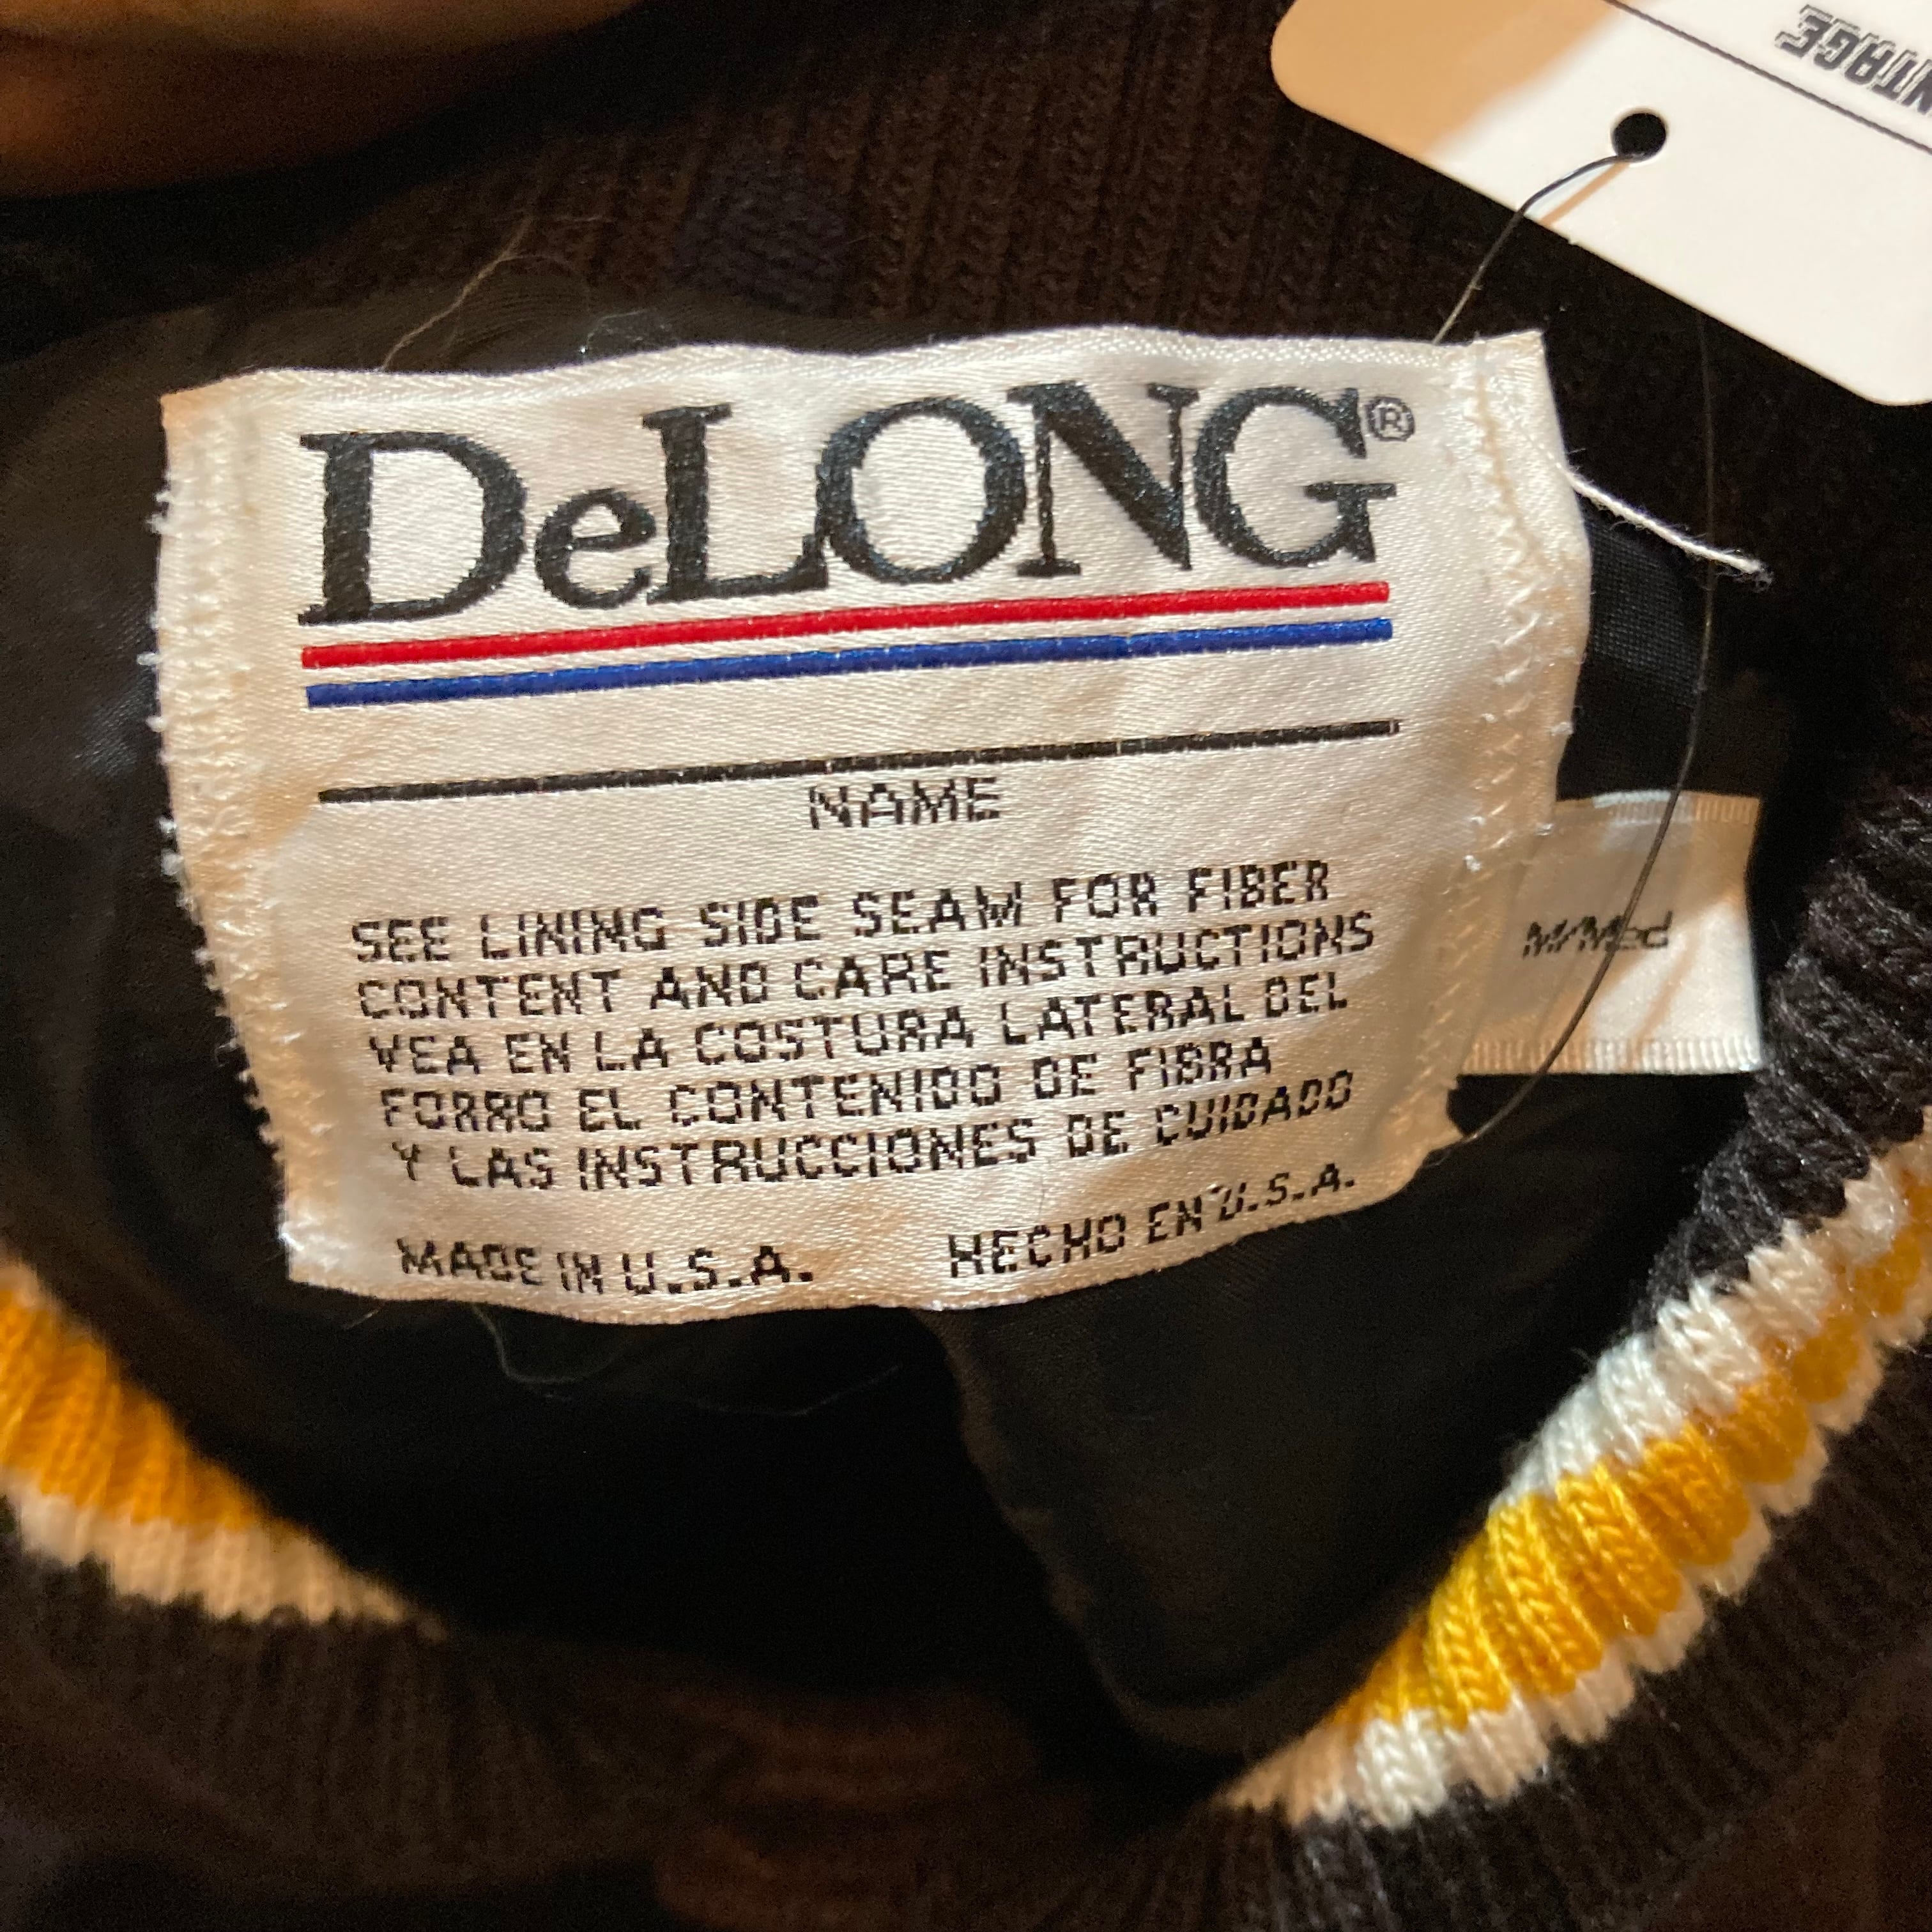 DeLONG®
NAME
SEE LINING SIDE SEAM FOR FIBER
CONTENT AND CARE INSTRUCTIONS
VEA EN LA COSTURA LATERAL DEL
FORRO EL CONTENIDO DE FIBRA
Y LAS INSTRUCCIONES DE CUIDADO
MADE IN U.S.A. HECHO EN U.S.A.
M/Med